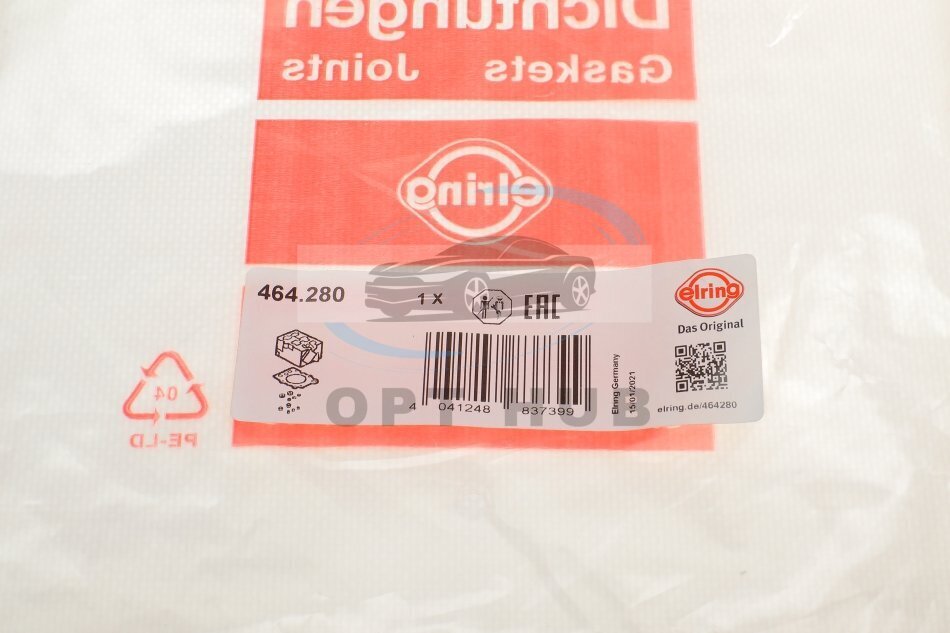 Dichtungen
Gaskets Joints
elring
464.280
1 X
EAC
elring
Das Original
Elring Germany
15/01/2021
4 041248 837399
elring.de/464280
OPT HUB
04
PE-LD